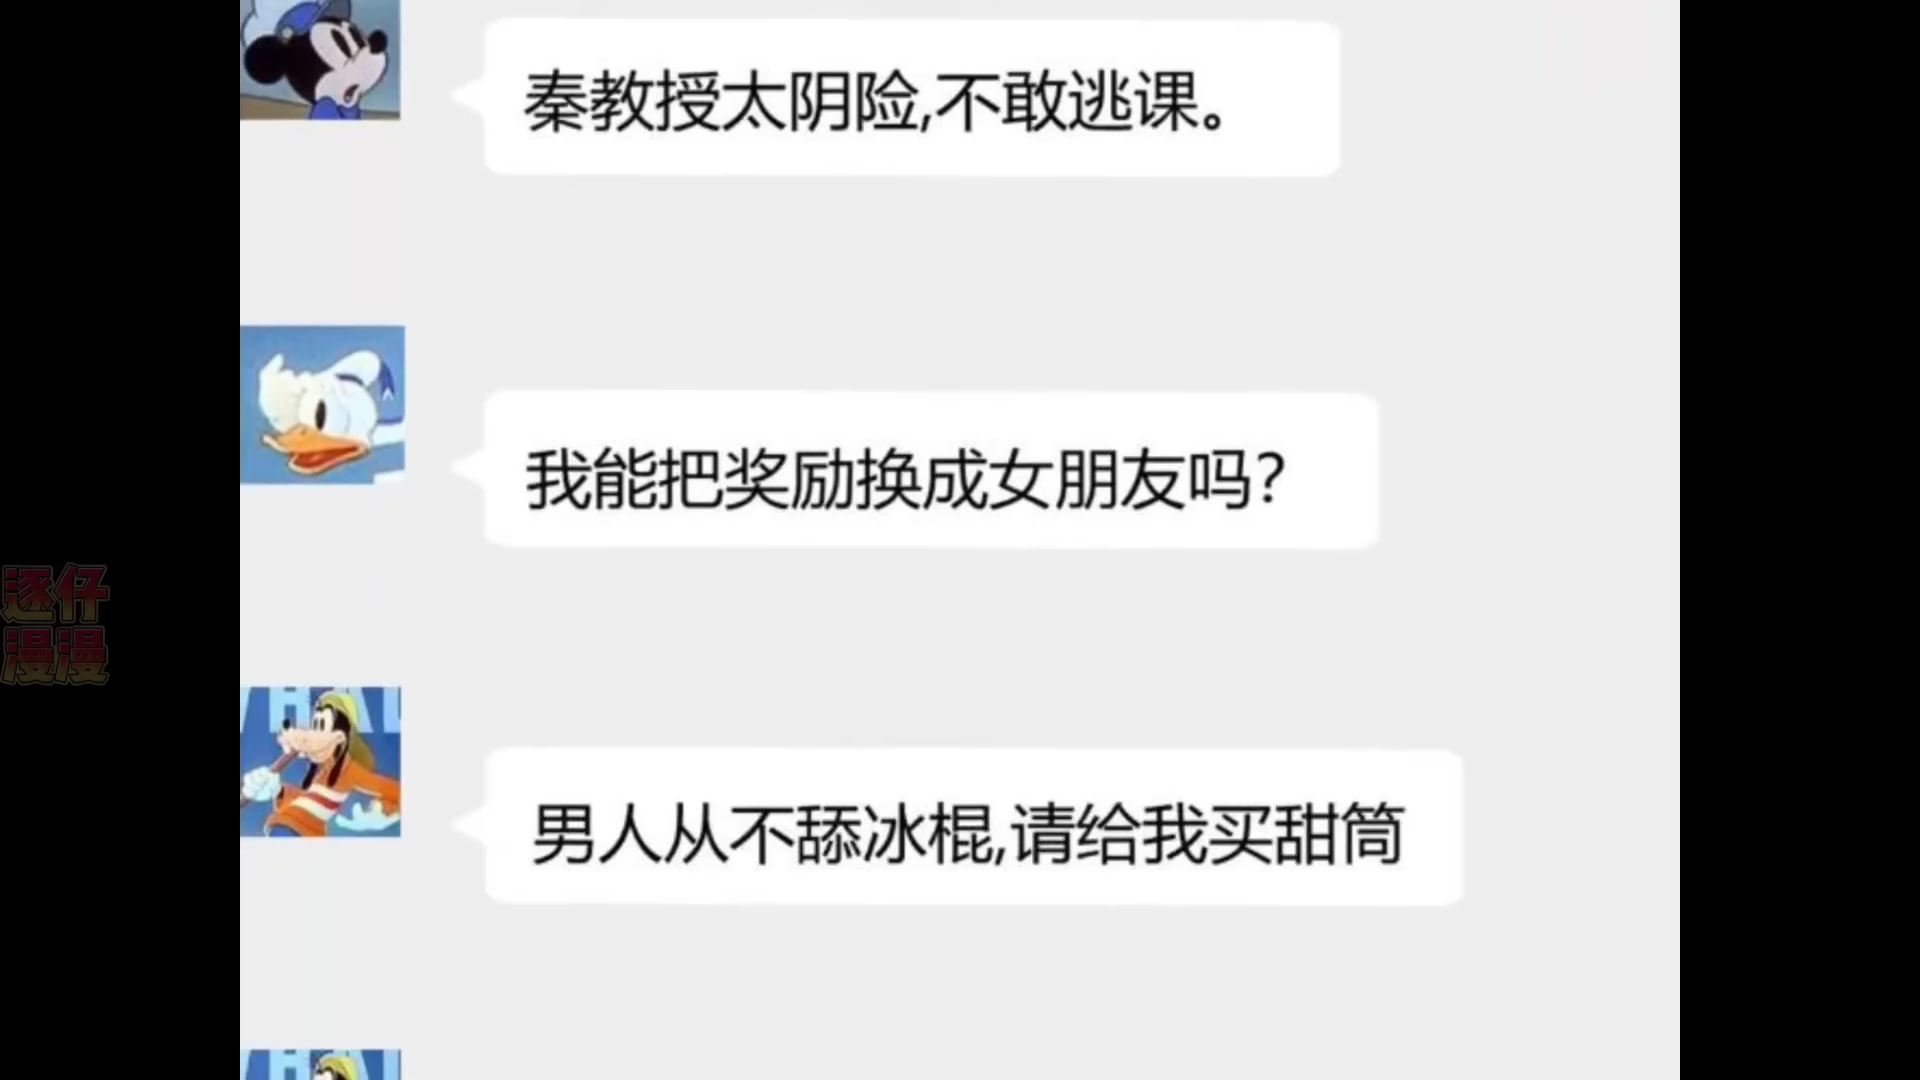 秦教授太阴险,不敢逃课。
我能把奖励换成女朋友吗?
逐仔
漫漫
男人从不舔冰棍,请给我买甜筒